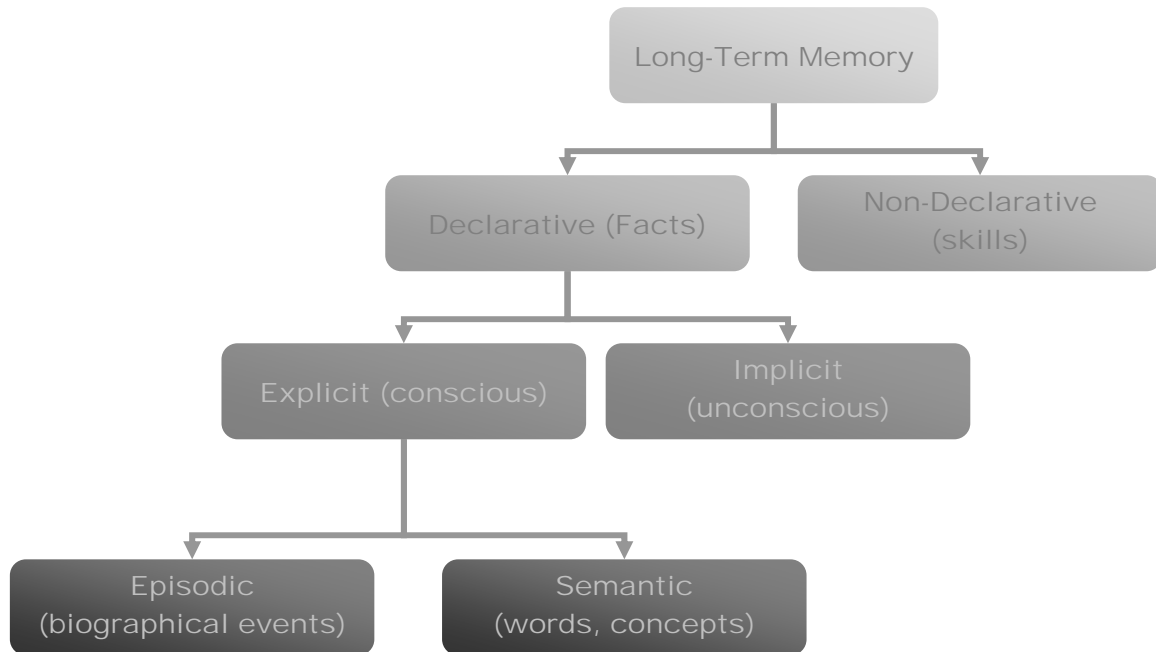 Long-Term Memory
Declarative (Facts)
Non-Declarative
(skills)
Explicit (conscious)
Implicit
(unconscious)
Episodic
(biographical events)
Semantic
(words, concepts)